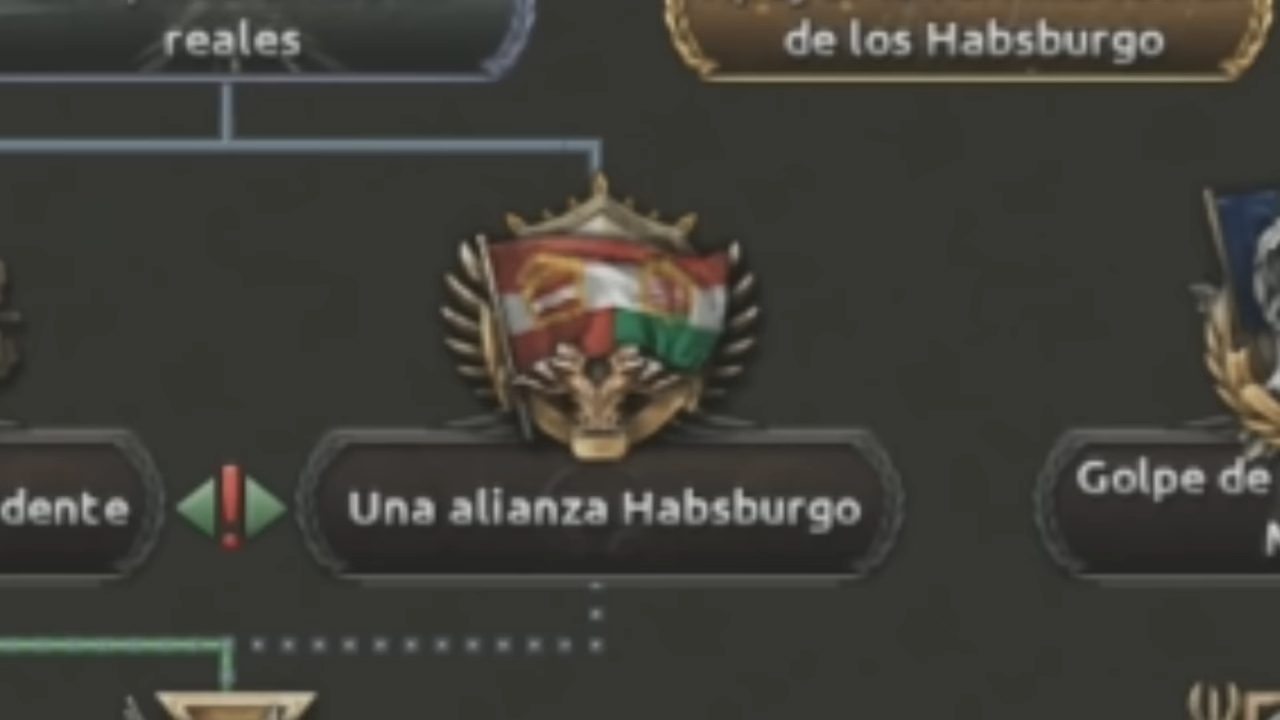 reales
de los Habsburgo
dente
Una alianza Habsburgo
Golpe de